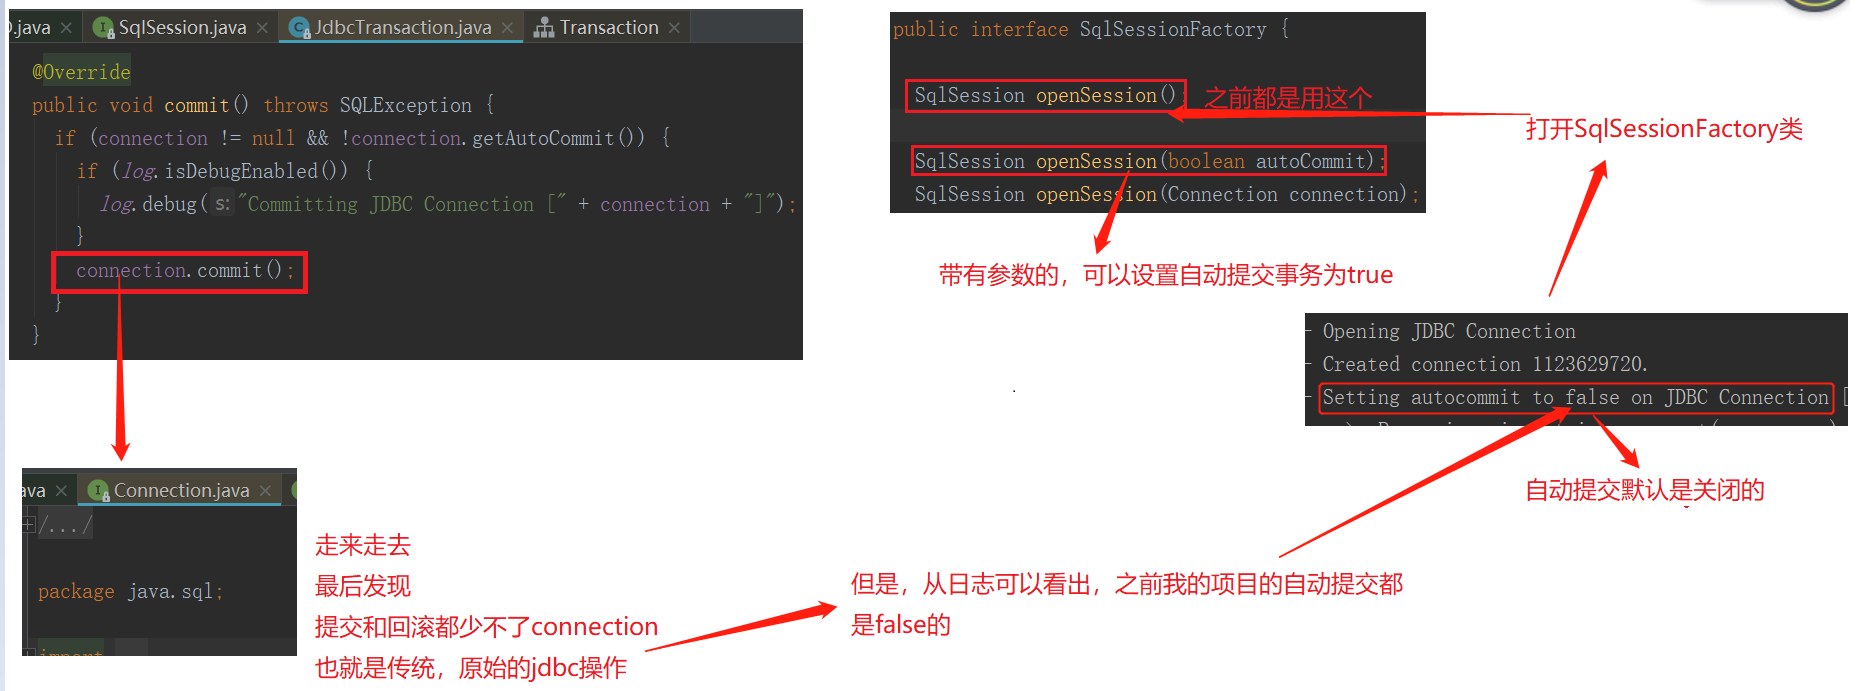 .java
SqlSession.java
JdbcTransaction.java
Transaction
@Override
public void commit() throws SQLException {
if (connection != null && !connection.getAutoCommit()) {
if (log.isDebugEnabled()) {
log.debug( s: "Committing JDBC Connection [" + connection + "]");
}
connection.commit();
}
}
public interface SqlSessionFactory {
SqlSession openSession();
之前都是用这个
SqlSession openSession(boolean autoCommit);
SqlSession openSession(Connection connection);
打开SqlSessionFactory类
带有参数的，可以设置自动提交事务为true
- Opening JDBC Connection
- Created connection 1123629720.
- Setting autocommit to false on JDBC Connection [
自动提交默认是关闭的
ava
Connection.java
/.../
package java.sql;
import
走来走去
最后发现
提交和回滚都少不了connection
也就是传统，原始的jdbc操作
但是，从日志可以看出，之前我的项目的自动提交都
是false的